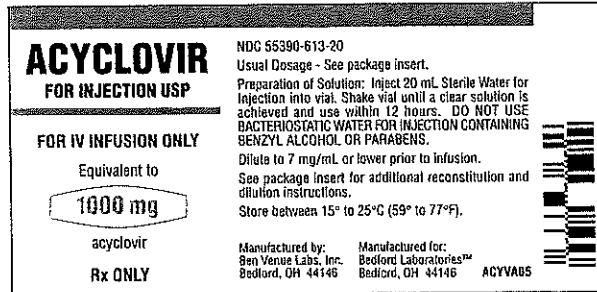 ACYCLOVIR
FOR INJECTION USP
FOR IV INFUSION ONLY
Equivalent to
1000 mg
acyclovir
Rx ONLY
NDC 55390-613-20
Usual Dosage - See package insert.
Preparation of Solution: Inject 20 mL Sterile Water for
Injection into vial. Shake vial until a clear solution is
achieved and use within 12 hours. DO NOT USE
BACTERIOSTATIC WATER FOR INJECTION CONTAINING
BENZYL ALCOHOL OR PARABENS.
Dilute to 7 mg/mL or lower prior to infusion.
See package insert for additional reconstitution and
dilution instructions.
Store between 15° to 25°C (59° to 77°F).
Manufactured by:
Ben Venue Labs, Inc.
Bedford, OH 44146
Manufactured for:
Bedford Laboratories™
Bedford, OH 44146
ACYVA05